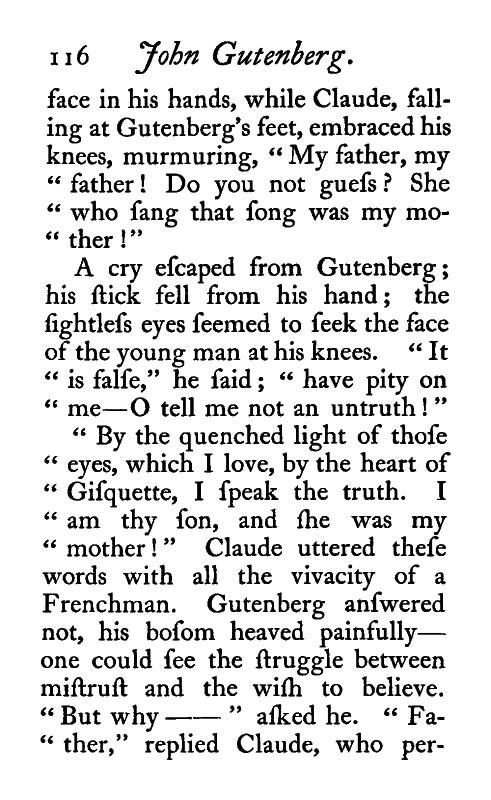 116 John Gutenberg.
face in his hands, while Claude, fall-
ing at Gutenberg's feet, embraced his
knees, murmuring, “ My father, my
“ father ! Do you not gueſs ? She
“ who ſang that ſong was my mo-
“ ther !”
A cry eſcaped from Gutenberg ;
his ſtick fell from his hand ; the
ſightleſs eyes ſeemed to ſeek the face
of the young man at his knees. “ It
“ is falſe,” he ſaid ; “ have pity on
“ me—O tell me not an untruth ! ”
“ By the quenched light of thoſe
“ eyes, which I love, by the heart of
“ Giſquette, I ſpeak the truth. I
“ am thy ſon, and ſhe was my
“ mother ! ” Claude uttered theſe
words with all the vivacity of a
Frenchman. Gutenberg anſwered
not, his boſom heaved painfully—
one could ſee the ſtruggle between
miſtruſt and the wiſh to believe.
“ But why —— ” aſked he. “ Fa-
“ ther,” replied Claude, who per-